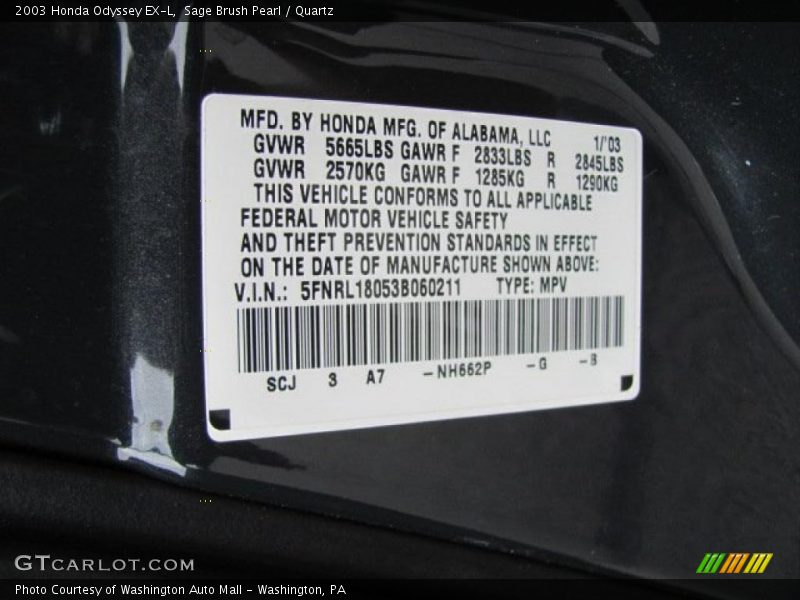 2003 Honda Odyssey EX-L, Sage Brush Pearl / Quartz
MFD. BY HONDA MFG. OF ALABAMA, LLC 1/'03
GVWR 5665LBS GAWR F 2833LBS R 2845LBS
GVWR 2570KG GAWR F 1285KG R 1290KG
THIS VEHICLE CONFORMS TO ALL APPLICABLE
FEDERAL MOTOR VEHICLE SAFETY
AND THEFT PREVENTION STANDARDS IN EFFECT
ON THE DATE OF MANUFACTURE SHOWN ABOVE:
V.I.N.: 5FNRL18053B060211 TYPE: MPV
SCJ 3 A7 -NH662P -G -B
GTCARLOT.COM
Photo Courtesy of Washington Auto Mall - Washington, PA